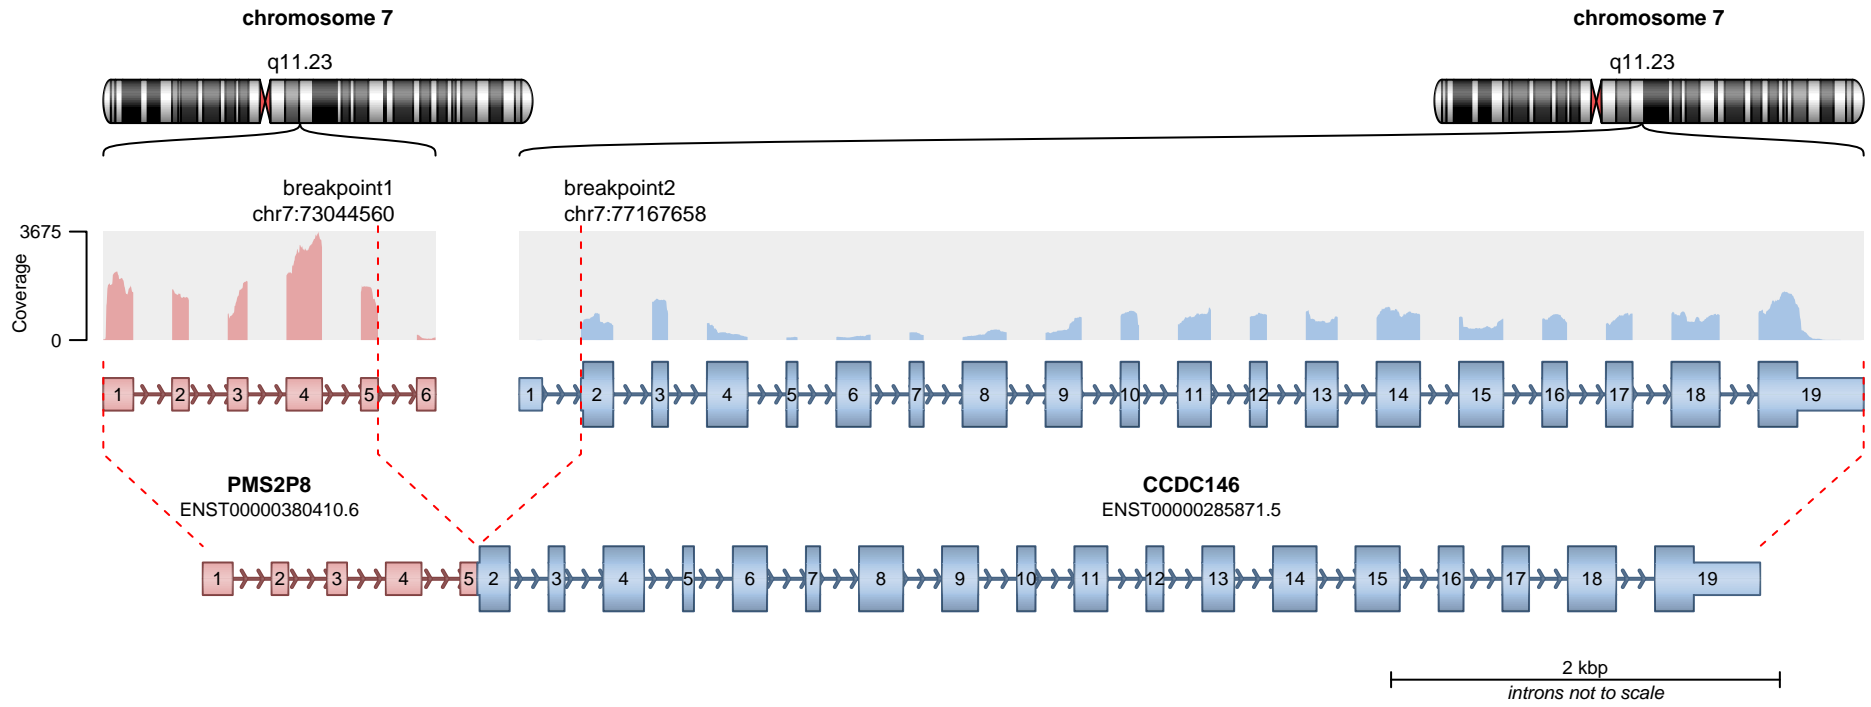 chromosome 7
chromosome 7
q11.23
q11.23
breakpoint1
chr7:73044560
breakpoint2
chr7:77167658
3675
Coverage
0
1 2 3 4 5 6
1 2 3 4 5 6 7 8 9 10 11 12 13 14 15 16 17 18 19
PMS2P8
ENST00000380410.6
CCDC146
ENST00000285871.5
1 2 3 4 5 2 3 4 5 6 7 8 9 10 11 12 13 14 15 16 17 18 19
2 kbp
introns not to scale